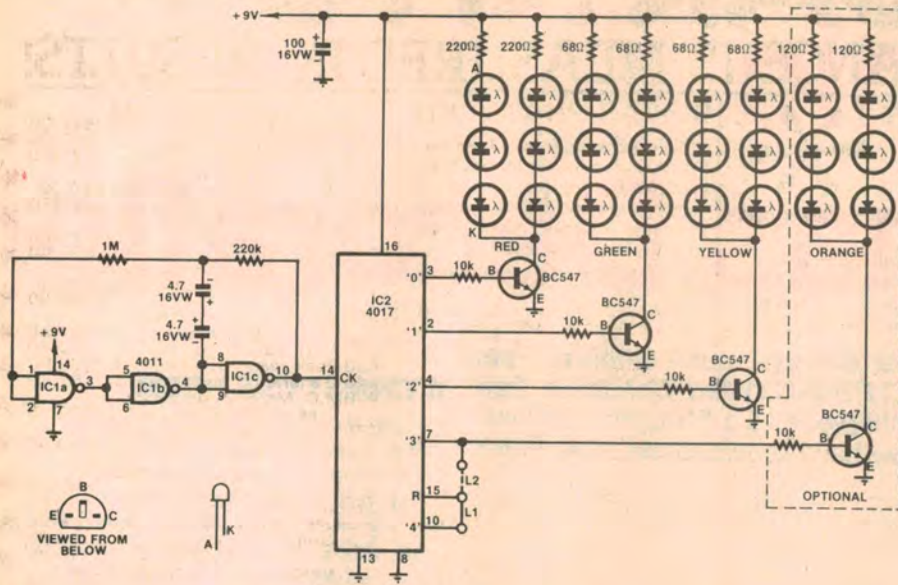 +9V
100
16VW
220Ω 220Ω 68Ω 68Ω 68Ω 68Ω 120Ω 120Ω
A
λ λ λ λ λ λ λ λ
λ λ λ λ λ λ λ λ
λ λ λ λ λ λ λ λ
K
RED GREEN YELLOW ORANGE
1M 220k
16
4.7
16VW
4.7
16VW
+9V
IC2
4017
'0' 3 10k B C E BC547
'1' 2 10k B C E BC547
'2' 4 10k B C E BC547
'3' 7 10k B C E BC547
1 2 14 IC1a 7 3
4011
5 6 IC1b 4
8 9 IC1c 10
14 CK
L2
R 15
L1
'4' 10
13 8
OPTIONAL
B
E C
VIEWED FROM
BELOW
A K